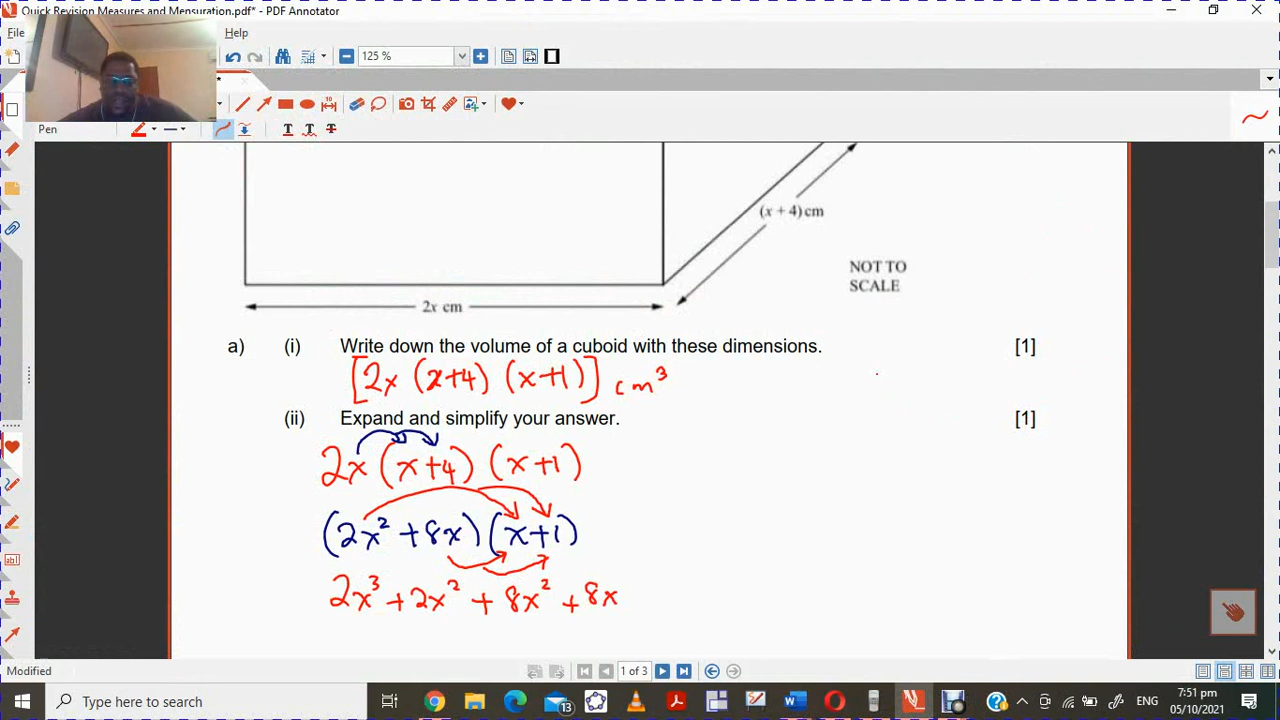 Quick Revision Measures and Mensuration.pdf* - PDF Annotator
File
Help
125 %
Pen
(x + 4) cm
NOT TO
SCALE
2x cm
a) (i) Write down the volume of a cuboid with these dimensions. [1]
[2x (x+4) (x+1)] cm³
(ii) Expand and simplify your answer. [1]
2x (x+4) (x+1)
(2x² + 8x) (x+1)
2x³ + 2x² + 8x² + 8x
Modified
1 of 3
Type here to search
13
ENG
7:51 pm
05/10/2021